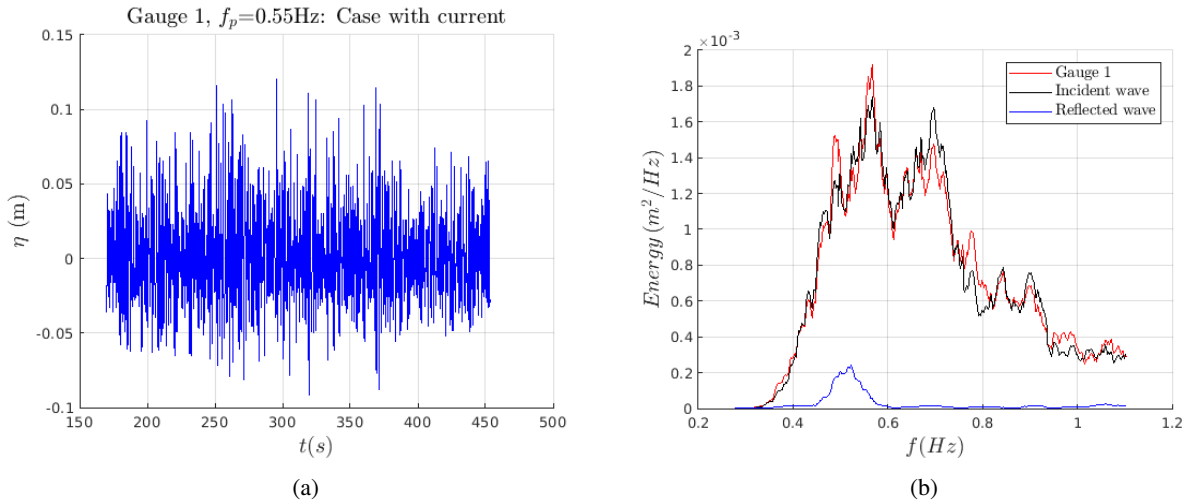 Gauge 1, f_p=0.55Hz: Case with current
0.15
0.1
0.05
0
-0.05
-0.1
η (m)
150 200 250 300 350 400 450 500
t(s)
(a)
×10⁻³
2
1.8
1.6
1.4
1.2
1
0.8
0.6
0.4
0.2
0
Energy (m²/Hz)
Gauge 1
Incident wave
Reflected wave
0.2 0.4 0.6 0.8 1 1.2
f(Hz)
(b)